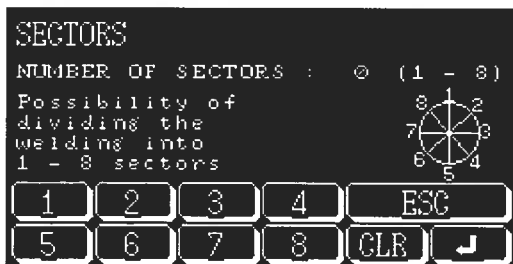 SECTORS
NUMBER OF SECTORS : 0 (1 - 8)
Possibility of
dividing the
welding into
1 - 8 sectors
1
8 2
7 3
6 4
5
1 2 3 4 ESC
5 6 7 8 CLR ↵